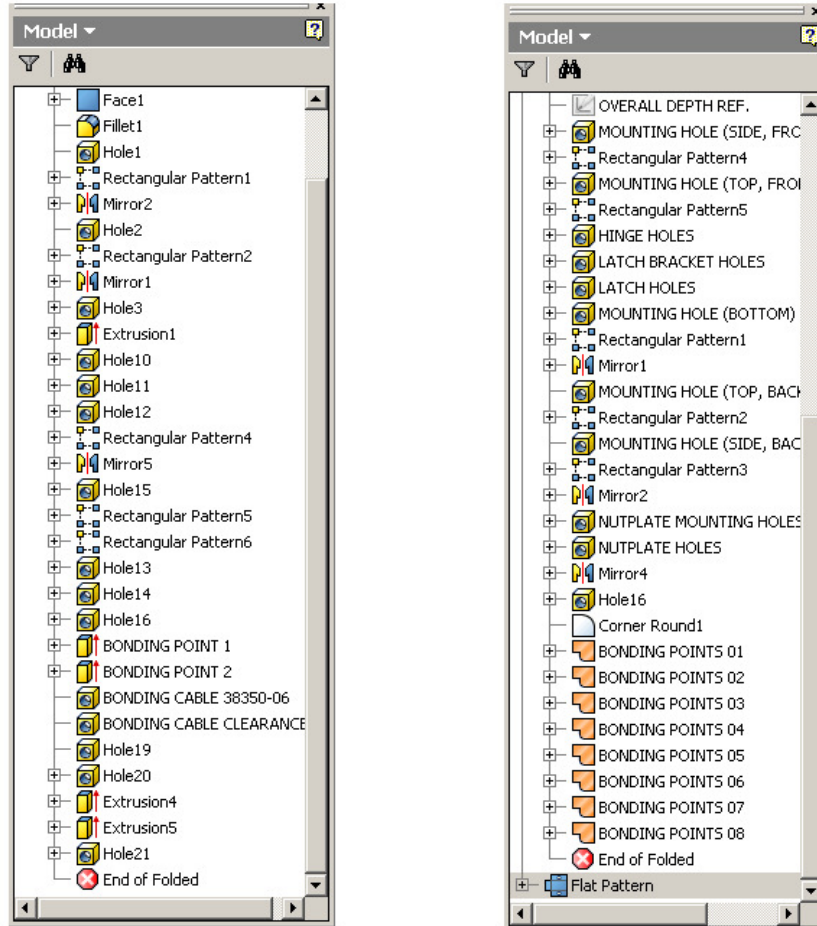 Model
Face1
Fillet1
Hole1
Rectangular Pattern1
Mirror2
Hole2
Rectangular Pattern2
Mirror1
Hole3
Extrusion1
Hole10
Hole11
Hole12
Rectangular Pattern4
Mirror5
Hole15
Rectangular Pattern5
Rectangular Pattern6
Hole13
Hole14
Hole16
BONDING POINT 1
BONDING POINT 2
BONDING CABLE 38350-06
BONDING CABLE CLEARANCE
Hole19
Hole20
Extrusion4
Extrusion5
Hole21
End of Folded
Model
OVERALL DEPTH REF.
MOUNTING HOLE (SIDE, FRO
Rectangular Pattern4
MOUNTING HOLE (TOP, FRO
Rectangular Pattern5
HINGE HOLES
LATCH BRACKET HOLES
LATCH HOLES
MOUNTING HOLE (BOTTOM)
Rectangular Pattern1
Mirror1
MOUNTING HOLE (TOP, BAC
Rectangular Pattern2
MOUNTING HOLE (SIDE, BAC
Rectangular Pattern3
Mirror2
NUTPLATE MOUNTING HOLES
NUTPLATE HOLES
Mirror4
Hole16
Corner Round1
BONDING POINTS 01
BONDING POINTS 02
BONDING POINTS 03
BONDING POINTS 04
BONDING POINTS 05
BONDING POINTS 06
BONDING POINTS 07
BONDING POINTS 08
End of Folded
Flat Pattern